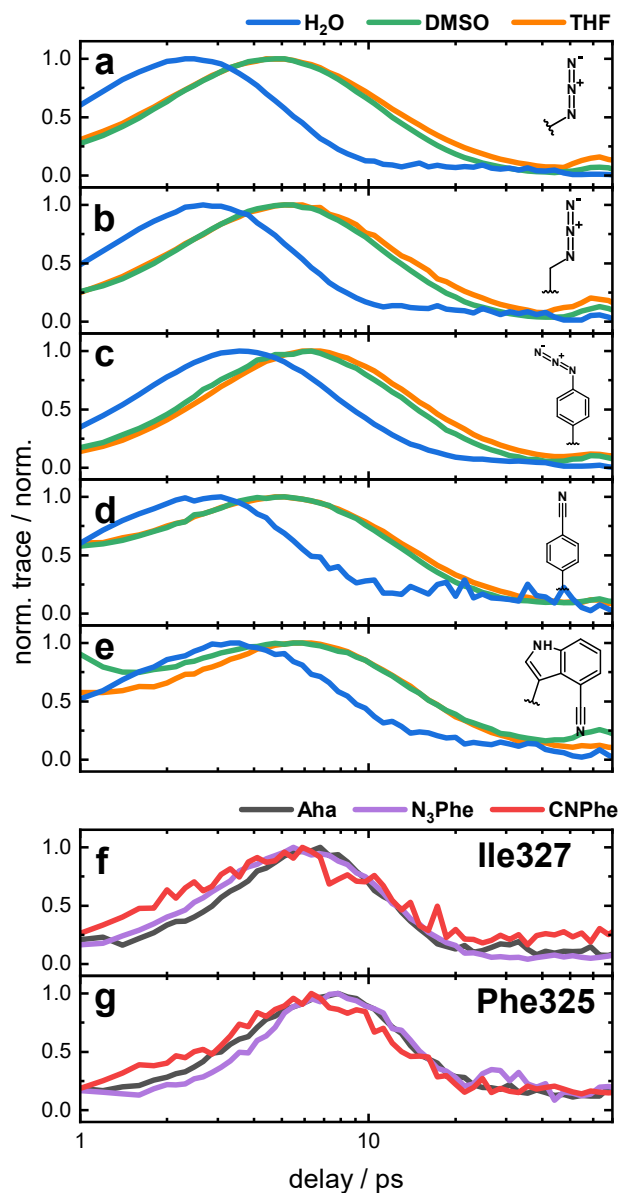 H₂O DMSO THF
a
1.0
0.5
0.0
N⁻
N⁺
N
b
1.0
0.5
0.0
N⁻
N⁺
N
c
1.0
0.5
0.0
N⁻ N⁺ N
d
1.0
0.5
0.0
N
e
1.0
0.5
0.0
NH
N
norm. trace / norm.
Aha N₃Phe CNPhe
f
Ile327
1.0
0.5
0.0
g
Phe325
1.0
0.5
0.0
1 10
delay / ps